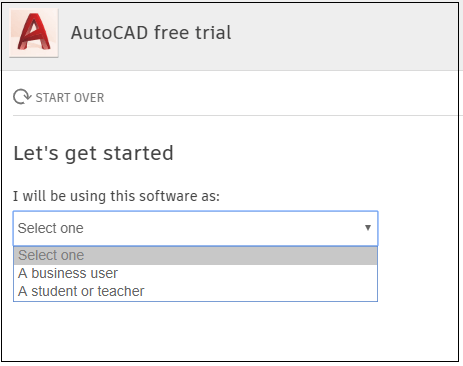 AutoCAD free trial
START OVER
Let's get started
I will be using this software as:
Select one
Select one
A business user
A student or teacher